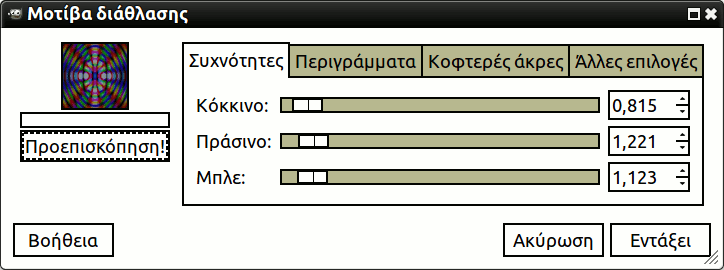 Μοτίβα διάθλασης
Συχνότητες Περιγράμματα Κοφτερές άκρες Άλλες επιλογές
Κόκκινο: 0,815
Πράσινο: 1,221
Μπλε: 1,123
Προεπισκόπηση!
Βοήθεια Ακύρωση Εντάξει